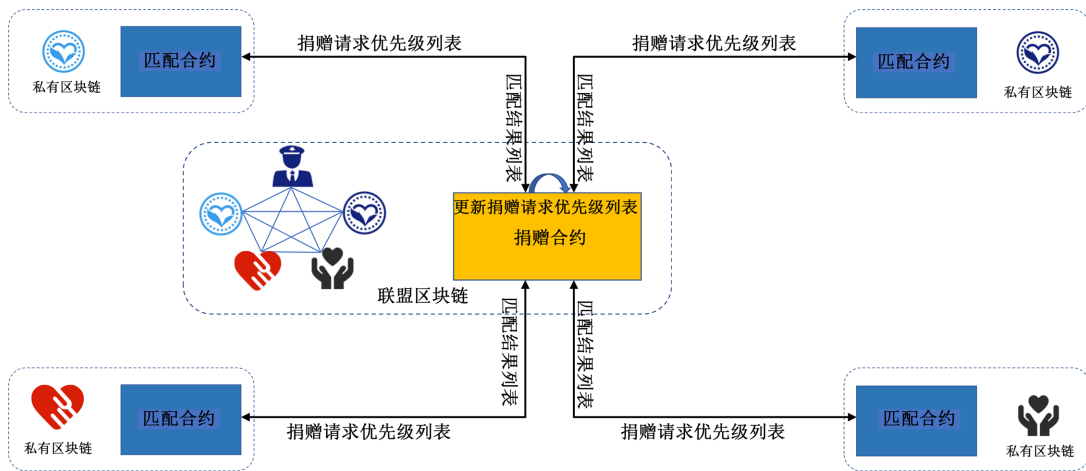 捐赠请求优先级列表
捐赠请求优先级列表
匹配合约
私有区块链
匹配合约
私有区块链
匹配结果列表
匹配结果列表
更新捐赠请求优先级列表
捐赠合约
联盟区块链
匹配结果列表
匹配结果列表
匹配合约
私有区块链
匹配合约
私有区块链
捐赠请求优先级列表
捐赠请求优先级列表